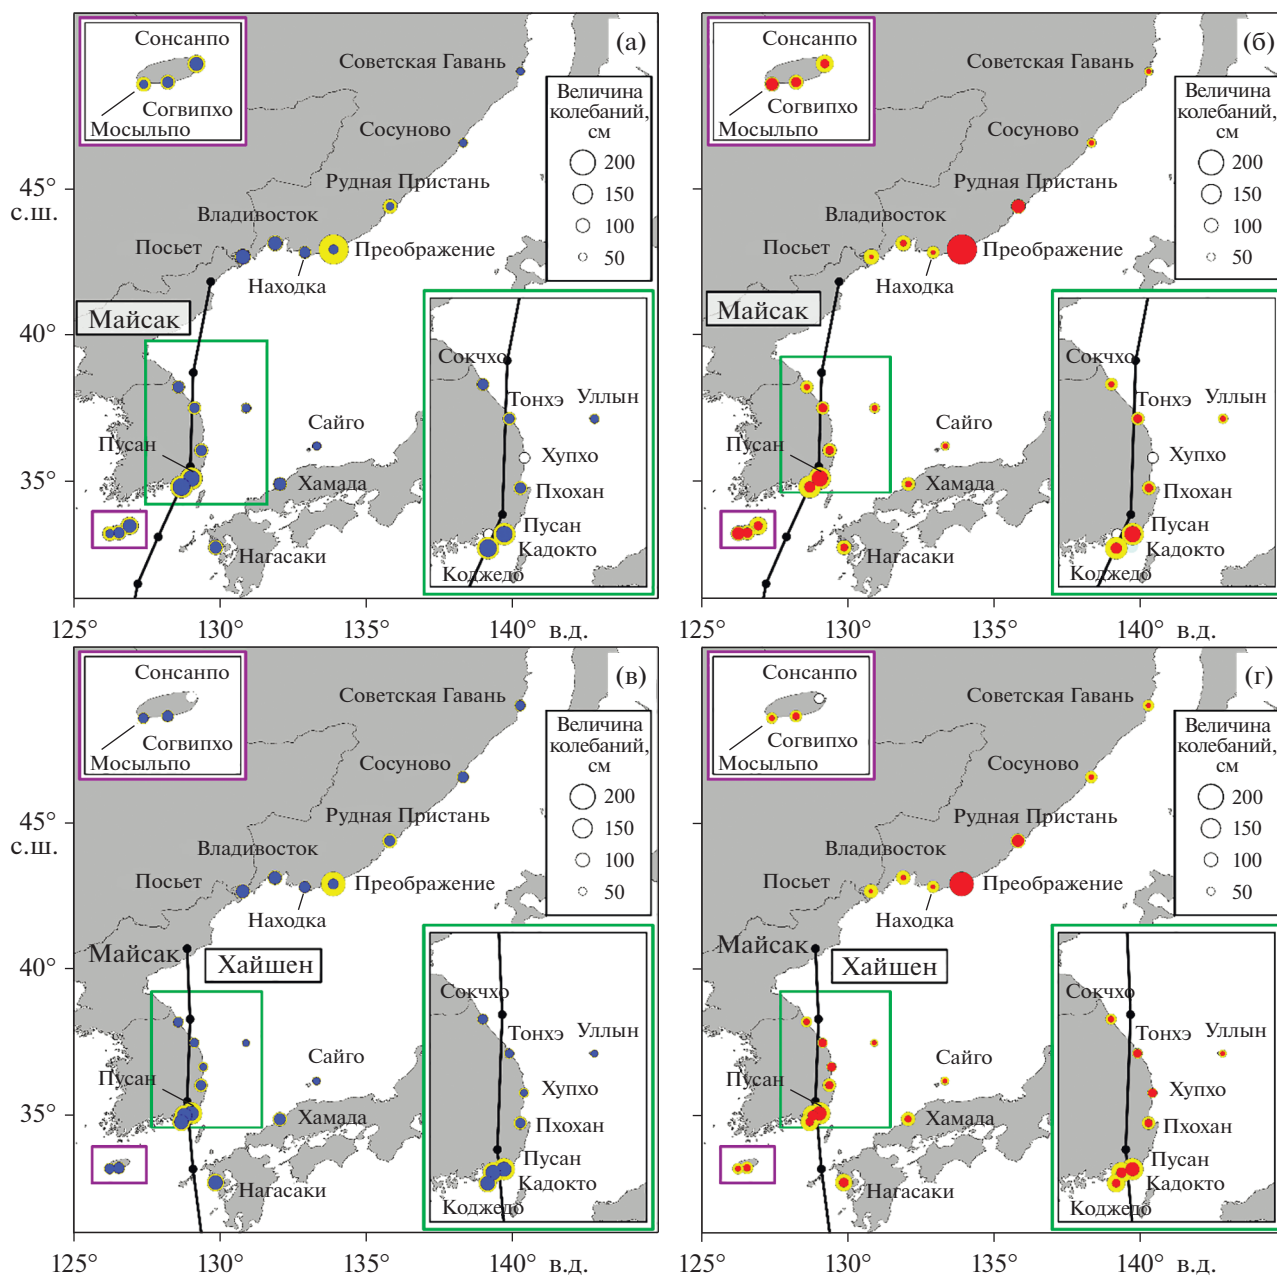 (а)
Сонсанпо
Согвипхо
Мосыльпо
Советская Гавань
Величина
колебаний,
см
200
150
100
50
Сосуново
Рудная Пристань
Владивосток
Посьет
Преображение
Находка
45°
с.ш.
40°
35°
Майсак
Пусан
Сайго
Хамада
Нагасаки
Сокчхо
Тонхэ
Уллын
Хупхо
Пхохан
Пусан
Кадокто
Коджедо
125°
130°
135°
140°
в.д.
(б)
Сонсанпо
Согвипхо
Мосыльпо
Советская Гавань
Величина
колебаний,
см
200
150
100
50
Сосуново
Рудная Пристань
Владивосток
Посьет
Преображение
Находка
Майсак
Пусан
Сайго
Хамада
Нагасаки
Сокчхо
Тонхэ
Уллын
Хупхо
Пхохан
Пусан
Кадокто
Коджедо
130°
135°
140°
в.д.
(в)
Сонсанпо
Согвипхо
Мосыльпо
Советская Гавань
Величина
колебаний,
см
200
150
100
50
Сосуново
Рудная Пристань
Владивосток
Посьет
Преображение
Находка
45°
с.ш.
40°
35°
Майсак
Хайшен
Пусан
Сайго
Хамада
Нагасаки
Сокчхо
Тонхэ
Уллын
Хупхо
Пхохан
Пусан
Кадокто
Коджедо
125°
130°
135°
140°
в.д.
(г)
Сонсанпо
Согвипхо
Мосыльпо
Советская Гавань
Величина
колебаний,
см
200
150
100
50
Сосуново
Рудная Пристань
Владивосток
Посьет
Преображение
Находка
Майсак
Хайшен
Пусан
Сайго
Хамада
Нагасаки
Сокчхо
Тонхэ
Уллын
Хупхо
Пхохан
Пусан
Кадокто
Коджедо
125°
130°
135°
140°
в.д.